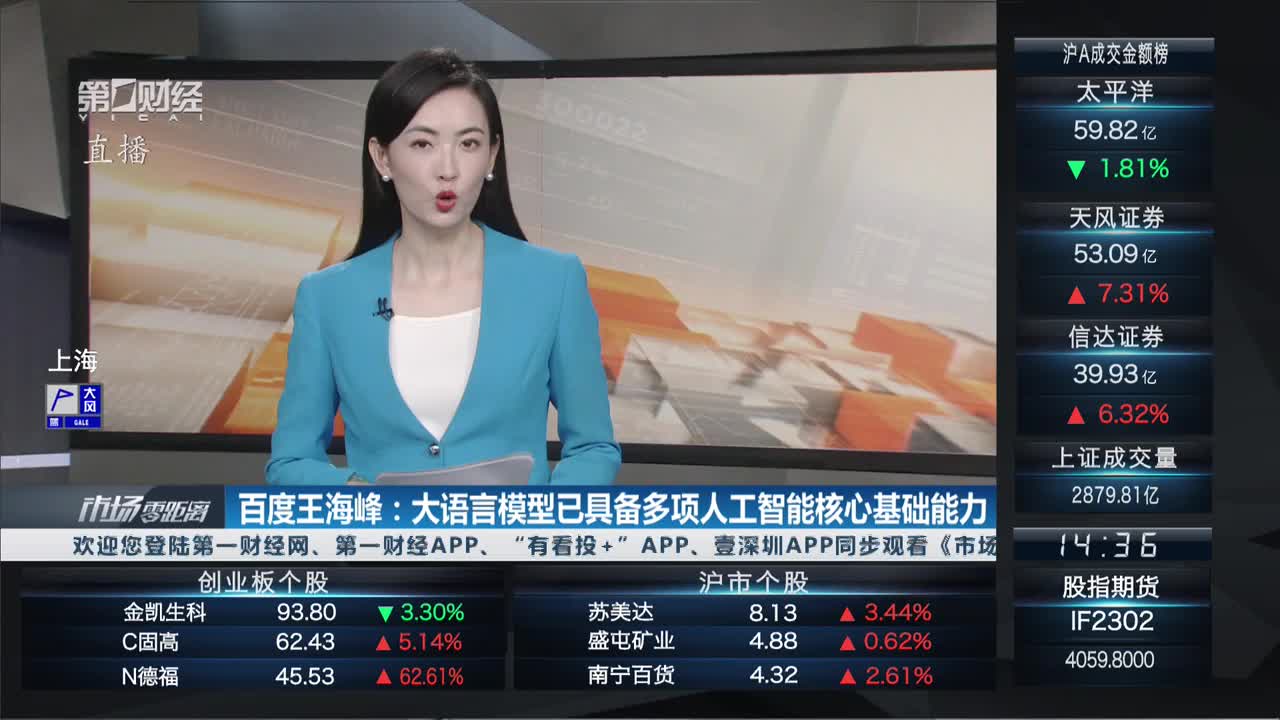 第一财经
YICAI
直播
上海
大风
GALE
市场零距离
百度王海峰：大语言模型已具备多项人工智能核心基础能力
欢迎您登陆第一财经网、第一财经APP、“有看投+”APP、壹深圳APP同步观看《市场
创业板个股
金凯生科 93.80 ▼ 3.30%
C固高 62.43 ▲ 5.14%
N德福 45.53 ▲ 62.61%
沪市个股
苏美达 8.13 ▲ 3.44%
盛屯矿业 4.88 ▲ 0.62%
南宁百货 4.32 ▲ 2.61%
沪A成交金额榜
太平洋
59.82亿
▼ 1.81%
天风证券
53.09亿
▲ 7.31%
信达证券
39.93亿
▲ 6.32%
上证成交量
2879.81亿
14:36
股指期货
IF2302
4059.8000